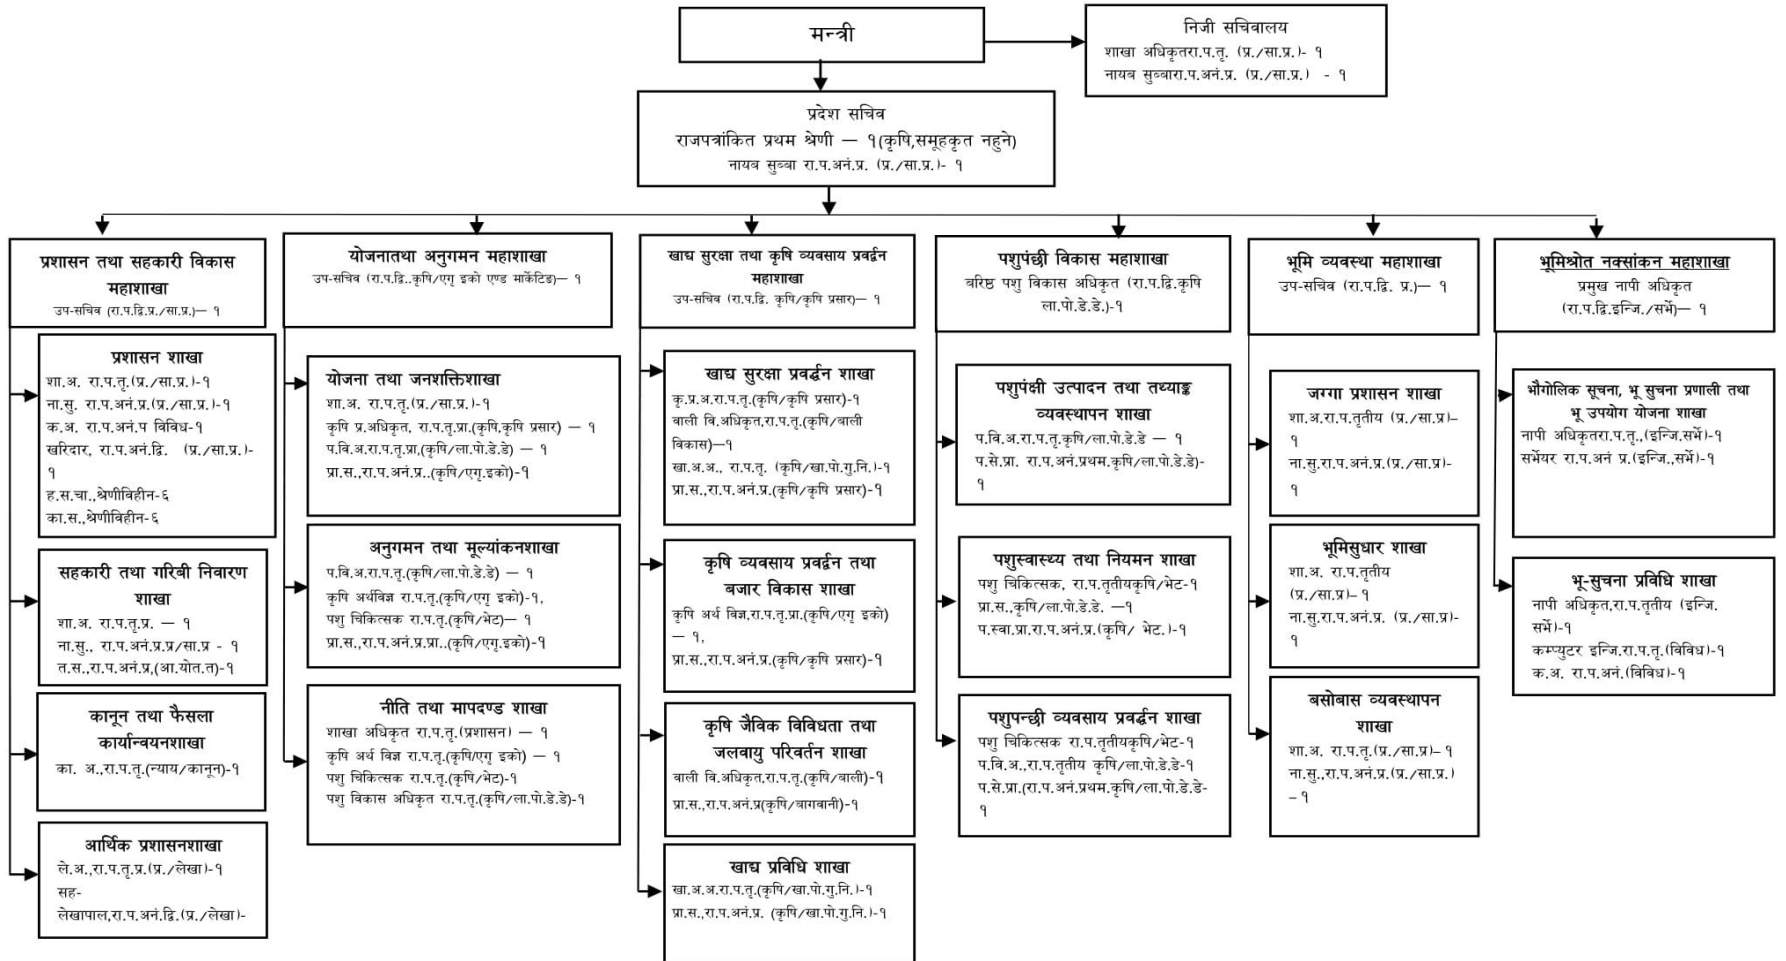 मन्त्री
निजी सचिवालय
शाखा अधिकृतरा.प.तृ. (प्र./सा.प्र.)- १
नायब सुब्बारा.प.अनं.प्र. (प्र./सा.प्र.) - १
प्रदेश सचिव
राजपत्रांकित प्रथम श्रेणी — १(कृषि,समूहकृत नहुने)
नायब सुब्बा रा.प.अनं.प्र. (प्र./सा.प्र.)- १
प्रशासन तथा सहकारी विकास
महाशाखा
उप-सचिव (रा.प.द्वि.प्र./सा.प्र.)— १
प्रशासन शाखा
शा.अ. रा.प.तृ.(प्र./सा.प्र.)-१
ना.सु. रा.प.अनं.प्र.(प्र./सा.प्र.)-१
क.अ. रा.प.अनं.प विविध-१
खरिदार, रा.प.अनं.द्वि. (प्र./सा.प्र.)-
१
ह.स.चा.,श्रेणीविहीन-६
का.स.,श्रेणीविहीन-६
सहकारी तथा गरिबी निवारण
शाखा
शा.अ. रा.प.तृ.प्र. — १
ना.सु., रा.प.अनं.प्र.प्र/सा.प्र - १
त.स.,रा.प.अनं.प्र,(आ.योत.त)-१
कानून तथा फैसला
कार्यान्वयनशाखा
का. अ.,रा.प.तृ.(न्याय/कानून)-१
आर्थिक प्रशासनशाखा
ले.अ.,रा.प.तृ.प्र.(प्र./लेखा)-१
सह-
लेखापाल,रा.प.अनं.द्वि.(प्र./लेखा)-
योजनातथा अनुगमन महाशाखा
उप-सचिव (रा.प.द्वि..कृषि/एगृ इको एण्ड मार्केटिङ)— १
योजना तथा जनशक्तिशाखा
शा.अ. रा.प.तृ.(प्र./सा.प्र.)-१
कृषि प्र.अधिकृत, रा.प.तृ.प्रा.(कृषि,कृषि प्रसार) — १
प.वि.अ.रा.प.तृ.प्रा,(कृषि/ला.पो.डे.डे) — १
प्रा.स.,रा.प.अनं.प्र..(कृषि/एगृ.इको)-१
अनुगमन तथा मूल्यांकनशाखा
प.वि.अ.रा.प.तृ.(कृषि/ला.पो.डे.डे) — १
कृषि अर्थविज्ञ रा.प.तृ.(कृषि/एगृ इको)-१,
पशु चिकित्सक रा.प.तृ.(कृषि/भेट)— १
प्रा.स.,रा.प.अनं.प्र.प्रा..(कृषि/एगृ.इको)-१
नीति तथा मापदण्ड शाखा
शाखा अधिकृत रा.प.तृ.(प्रशासन) — १
कृषि अर्थ विज्ञ रा.प.तृ.(कृषि/एगृ इको) — १
पशु चिकित्सक रा.प.तृ.(कृषि/भेट)-१
पशु विकास अधिकृत रा.प.तृ.(कृषि/ला.पो.डे.डे)-१
खाद्य सुरक्षा तथा कृषि व्यवसाय प्रवर्द्वन
महाशाखा
उप-सचिव (रा.प.द्वि. कृषि/कृषि प्रसार)— १
खाद्य सुरक्षा प्रवर्द्धन शाखा
कृ.प्र.अ.रा.प.तृ.(कृषि/कृषि प्रसार)-१
बाली वि.अधिकृत,रा.प.तृ.(कृषि/बाली
विकास)—१
खा.अ.अ., रा.प.तृ. (कृषि/खा.पो.गु.नि.)-१
प्रा.स.,रा.प.अनं.प्र.(कृषि/कृषि प्रसार)-१
कृषि व्यवसाय प्रवर्द्वन तथा
बजार विकास शाखा
कृषि अर्थ विज्ञ,रा.प.तृ.प्रा.(कृषि/एगृ इको)
— १,
प्रा.स.,रा.प.अनं.प्र.(कृषि/कृषि प्रसार)-१
कृषि जैविक विविधता तथा
जलवायु परिवर्तन शाखा
बाली वि.अधिकृत,रा.प.तृ.(कृषि/बाली)-१
प्रा.स.,रा.प.अनं.प्र(कृषि/बागवानी)-१
खाद्य प्रविधि शाखा
खा.अ.अ.रा.प.तृ.(कृषि/खा.पो.गु.नि.)-१
प्रा.स.,रा.प.अनं.प्र. (कृषि/खा.पो.गु.नि.)-१
पशुपंछी विकास महाशाखा
बरिष्ठ पशु विकास अधिकृत (रा.प.द्वि.कृषि
ला.पो.डे.डे.)-१
पशुपंक्षी उत्पादन तथा तथ्याङ्क
व्यवस्थापन शाखा
प.वि.अ.रा.प.तृ.कृषि/ला.पो.डे.डे — १
प.से.प्रा. रा.प.अनं.प्रथम.कृषि/ला.पो.डे.डे)-
१
पशुस्वास्थ्य तथा नियमन शाखा
पशु चिकित्सक, रा.प.तृतीयकृषि/भेट-१
प्रा.स.,कृषि/ला.पो.डे.डे. —१
प.स्वा.प्रा.रा.प.अनं.प्र.(कृषि/ भेट.)-१
पशुपन्छी व्यवसाय प्रवर्द्धन शाखा
पशु चिकित्सक रा.प.तृतीयकृषि/भेट-१
प.वि.अ.,रा.प.तृतीय कृषि/ला.पो.डे.डे-१
प.से.प्रा.(रा.प.अनं.प्रथम.कृषि/ला.पो.डे.डे-
१
भूमि व्यवस्था महाशाखा
उप-सचिव (रा.प.द्वि. प्र.)— १
जग्गा प्रशासन शाखा
शा.अ.रा.प.तृतीय (प्र./सा.प्र)–
१
ना.सु.रा.प.अनं.प्र.(प्र./सा.प्र)-
१
भूमिसुधार शाखा
शा.अ. रा.प.तृतीय
(प्र./सा.प्र)– १
ना.सु.रा.प.अनं.प्र. (प्र./सा.प्र)-
१
बसोबास व्यवस्थापन
शाखा
शा.अ. रा.प.तृ.(प्र./सा.प्र)– १
ना.सु.,रा.प.अनं.प्र.(प्र./सा.प्र.)
– १
भूमिश्रोत नक्सांकन महाशाखा
प्रमुख नापी अधिकृत
(रा.प.द्वि.इन्जि./सर्भे)— १
भौगोलिक सूचना, भू सुचना प्रणाली तथा
भू उपयोग योजना शाखा
नापी अधिकृतरा.प.तृ.,(इन्जि.सर्भे)-१
सर्भेयर रा.प.अनं प्र.(इन्जि.,सर्भे)-१
भू-सुचना प्रविधि शाखा
नापी अधिकृत,रा.प.तृतीय (इन्जि.
सर्भे)-१
कम्प्युटर इन्जि.रा.प.तृ.(विविध)-१
क.अ. रा.प.अनं.(विविध)-१